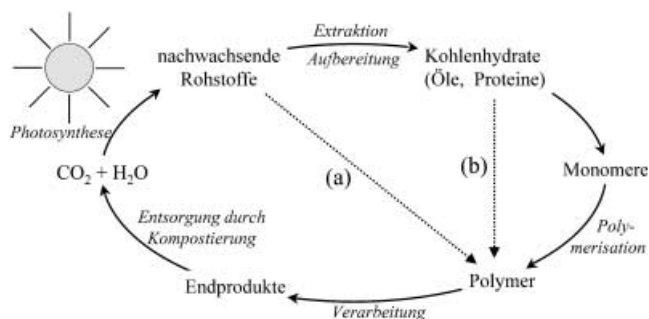 Extraktion
nachwachsende
Rohstoffe
Aufbereitung
Kohlenhydrate
(Öle, Proteine)
Photosynthese
CO₂ + H₂O
(a)
(b)
Monomere
Entsorgung durch
Kompostierung
Poly-
merisation
Endprodukte
Polymer
Verarbeitung